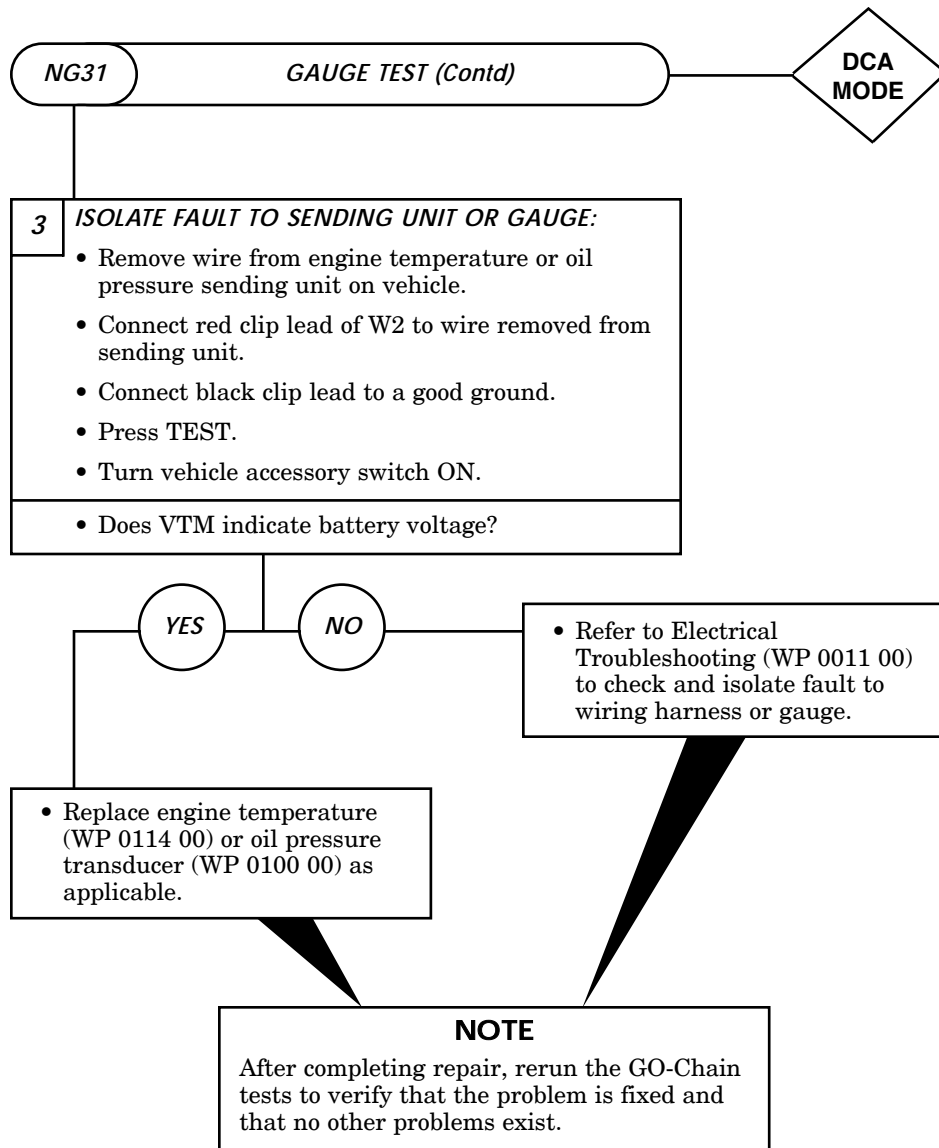 NG31
GAUGE TEST (Contd)
DCA
MODE
3
ISOLATE FAULT TO SENDING UNIT OR GAUGE:
• Remove wire from engine temperature or oil
pressure sending unit on vehicle.
• Connect red clip lead of W2 to wire removed from
sending unit.
• Connect black clip lead to a good ground.
• Press TEST.
• Turn vehicle accessory switch ON.
• Does VTM indicate battery voltage?
YES
NO
• Refer to Electrical
Troubleshooting (WP 0011 00)
to check and isolate fault to
wiring harness or gauge.
• Replace engine temperature
(WP 0114 00) or oil pressure
transducer (WP 0100 00) as
applicable.
NOTE
After completing repair, rerun the GO-Chain
tests to verify that the problem is fixed and
that no other problems exist.